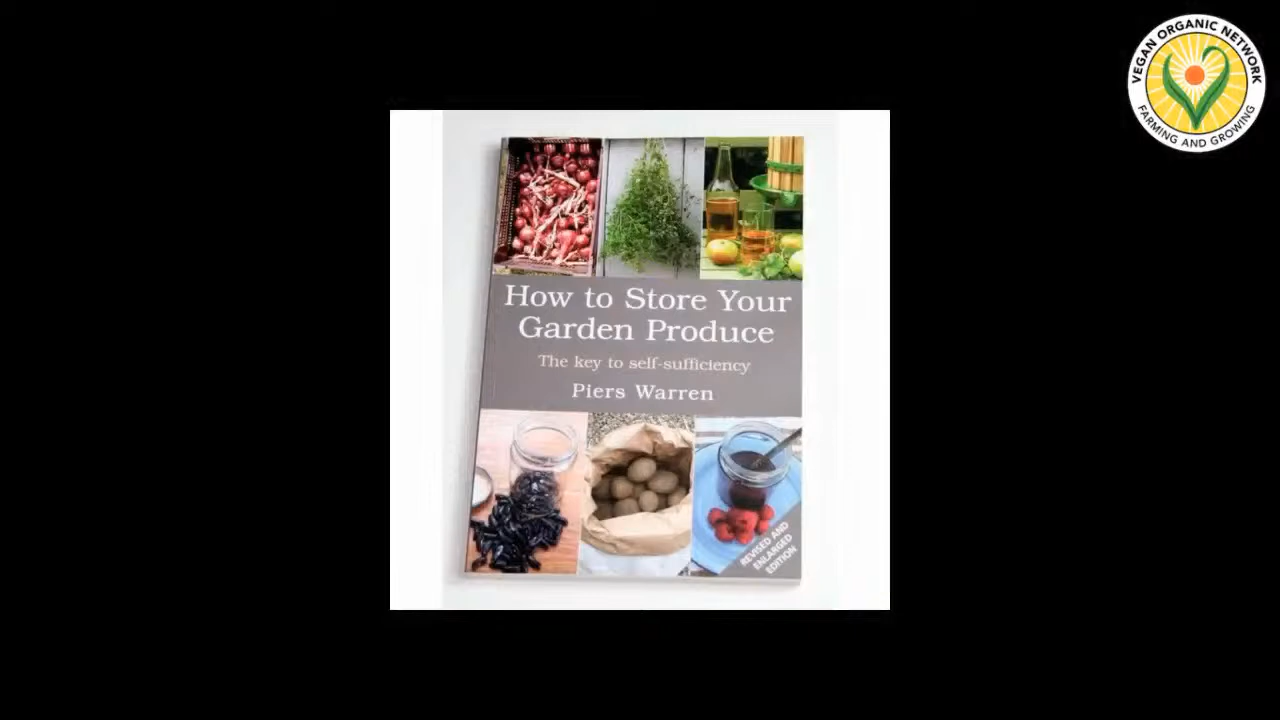 VEGAN ORGANIC NETWORK
FARMING AND GROWING
How to Store Your
Garden Produce
The key to self-sufficiency
Piers Warren
REVISED AND
ENLARGED
EDITION